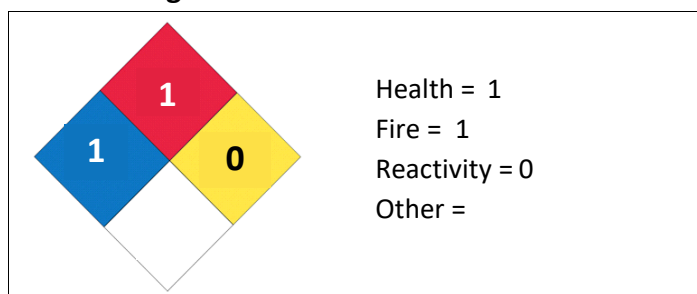 1
1
0
Health = 1
Fire = 1
Reactivity = 0
Other =